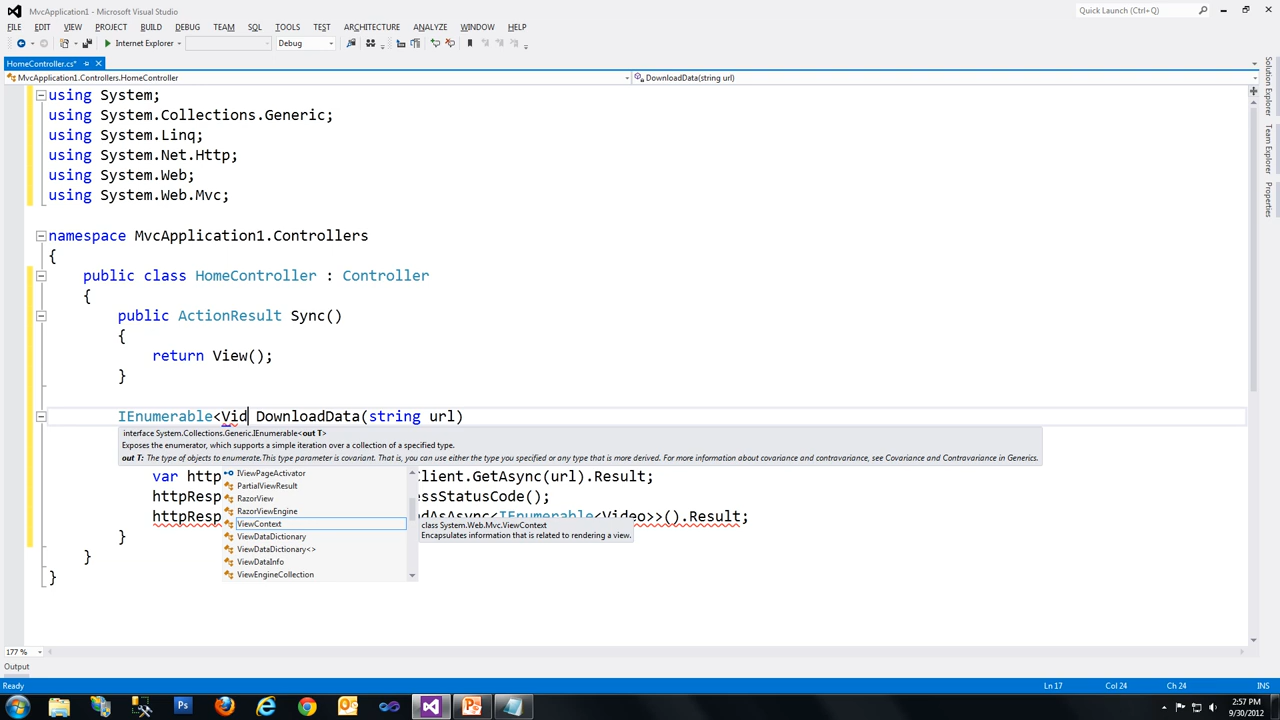 MvcApplication1 - Microsoft Visual Studio
Quick Launch (Ctrl+Q)
FILE EDIT VIEW PROJECT BUILD DEBUG TEAM SQL TOOLS TEST ARCHITECTURE ANALYZE WINDOW HELP
Internet Explorer Debug
HomeController.cs*
MvcApplication1.Controllers.HomeController DownloadData(string url)
using System;
using System.Collections.Generic;
using System.Linq;
using System.Net.Http;
using System.Web;
using System.Web.Mvc;
namespace MvcApplication1.Controllers
{
public class HomeController : Controller
{
public ActionResult Sync()
{
return View();
}
IEnumerable<Vid DownloadData(string url)
interface System.Collections.Generic.IEnumerable<out T>
Exposes the enumerator, which supports a simple iteration over a collection of a specified type.
out T: The type of objects to enumerate.This type parameter is covariant. That is, you can use either the type you specified or any type that is more derived. For more information about covariance and contravariance, see Covariance and Contravariance in Generics.
var http lient.GetAsync(url).Result;
httpResp essStatusCode();
httpResp dAsAsync<IEnumerable<Video>>().Result;
IViewPageActivator
PartialViewResult
RazorView
RazorViewEngine
ViewContext
ViewDataDictionary
ViewDataDictionary<>
ViewDataInfo
ViewEngineCollection
class System.Web.Mvc.ViewContext
Encapsulates information that is related to rendering a view.
}
}
}
Solution Explorer
Team Explorer
Properties
177 %
Output
Ready Ln 17 Col 24 Ch 24 INS
2:57 PM
9/30/2012